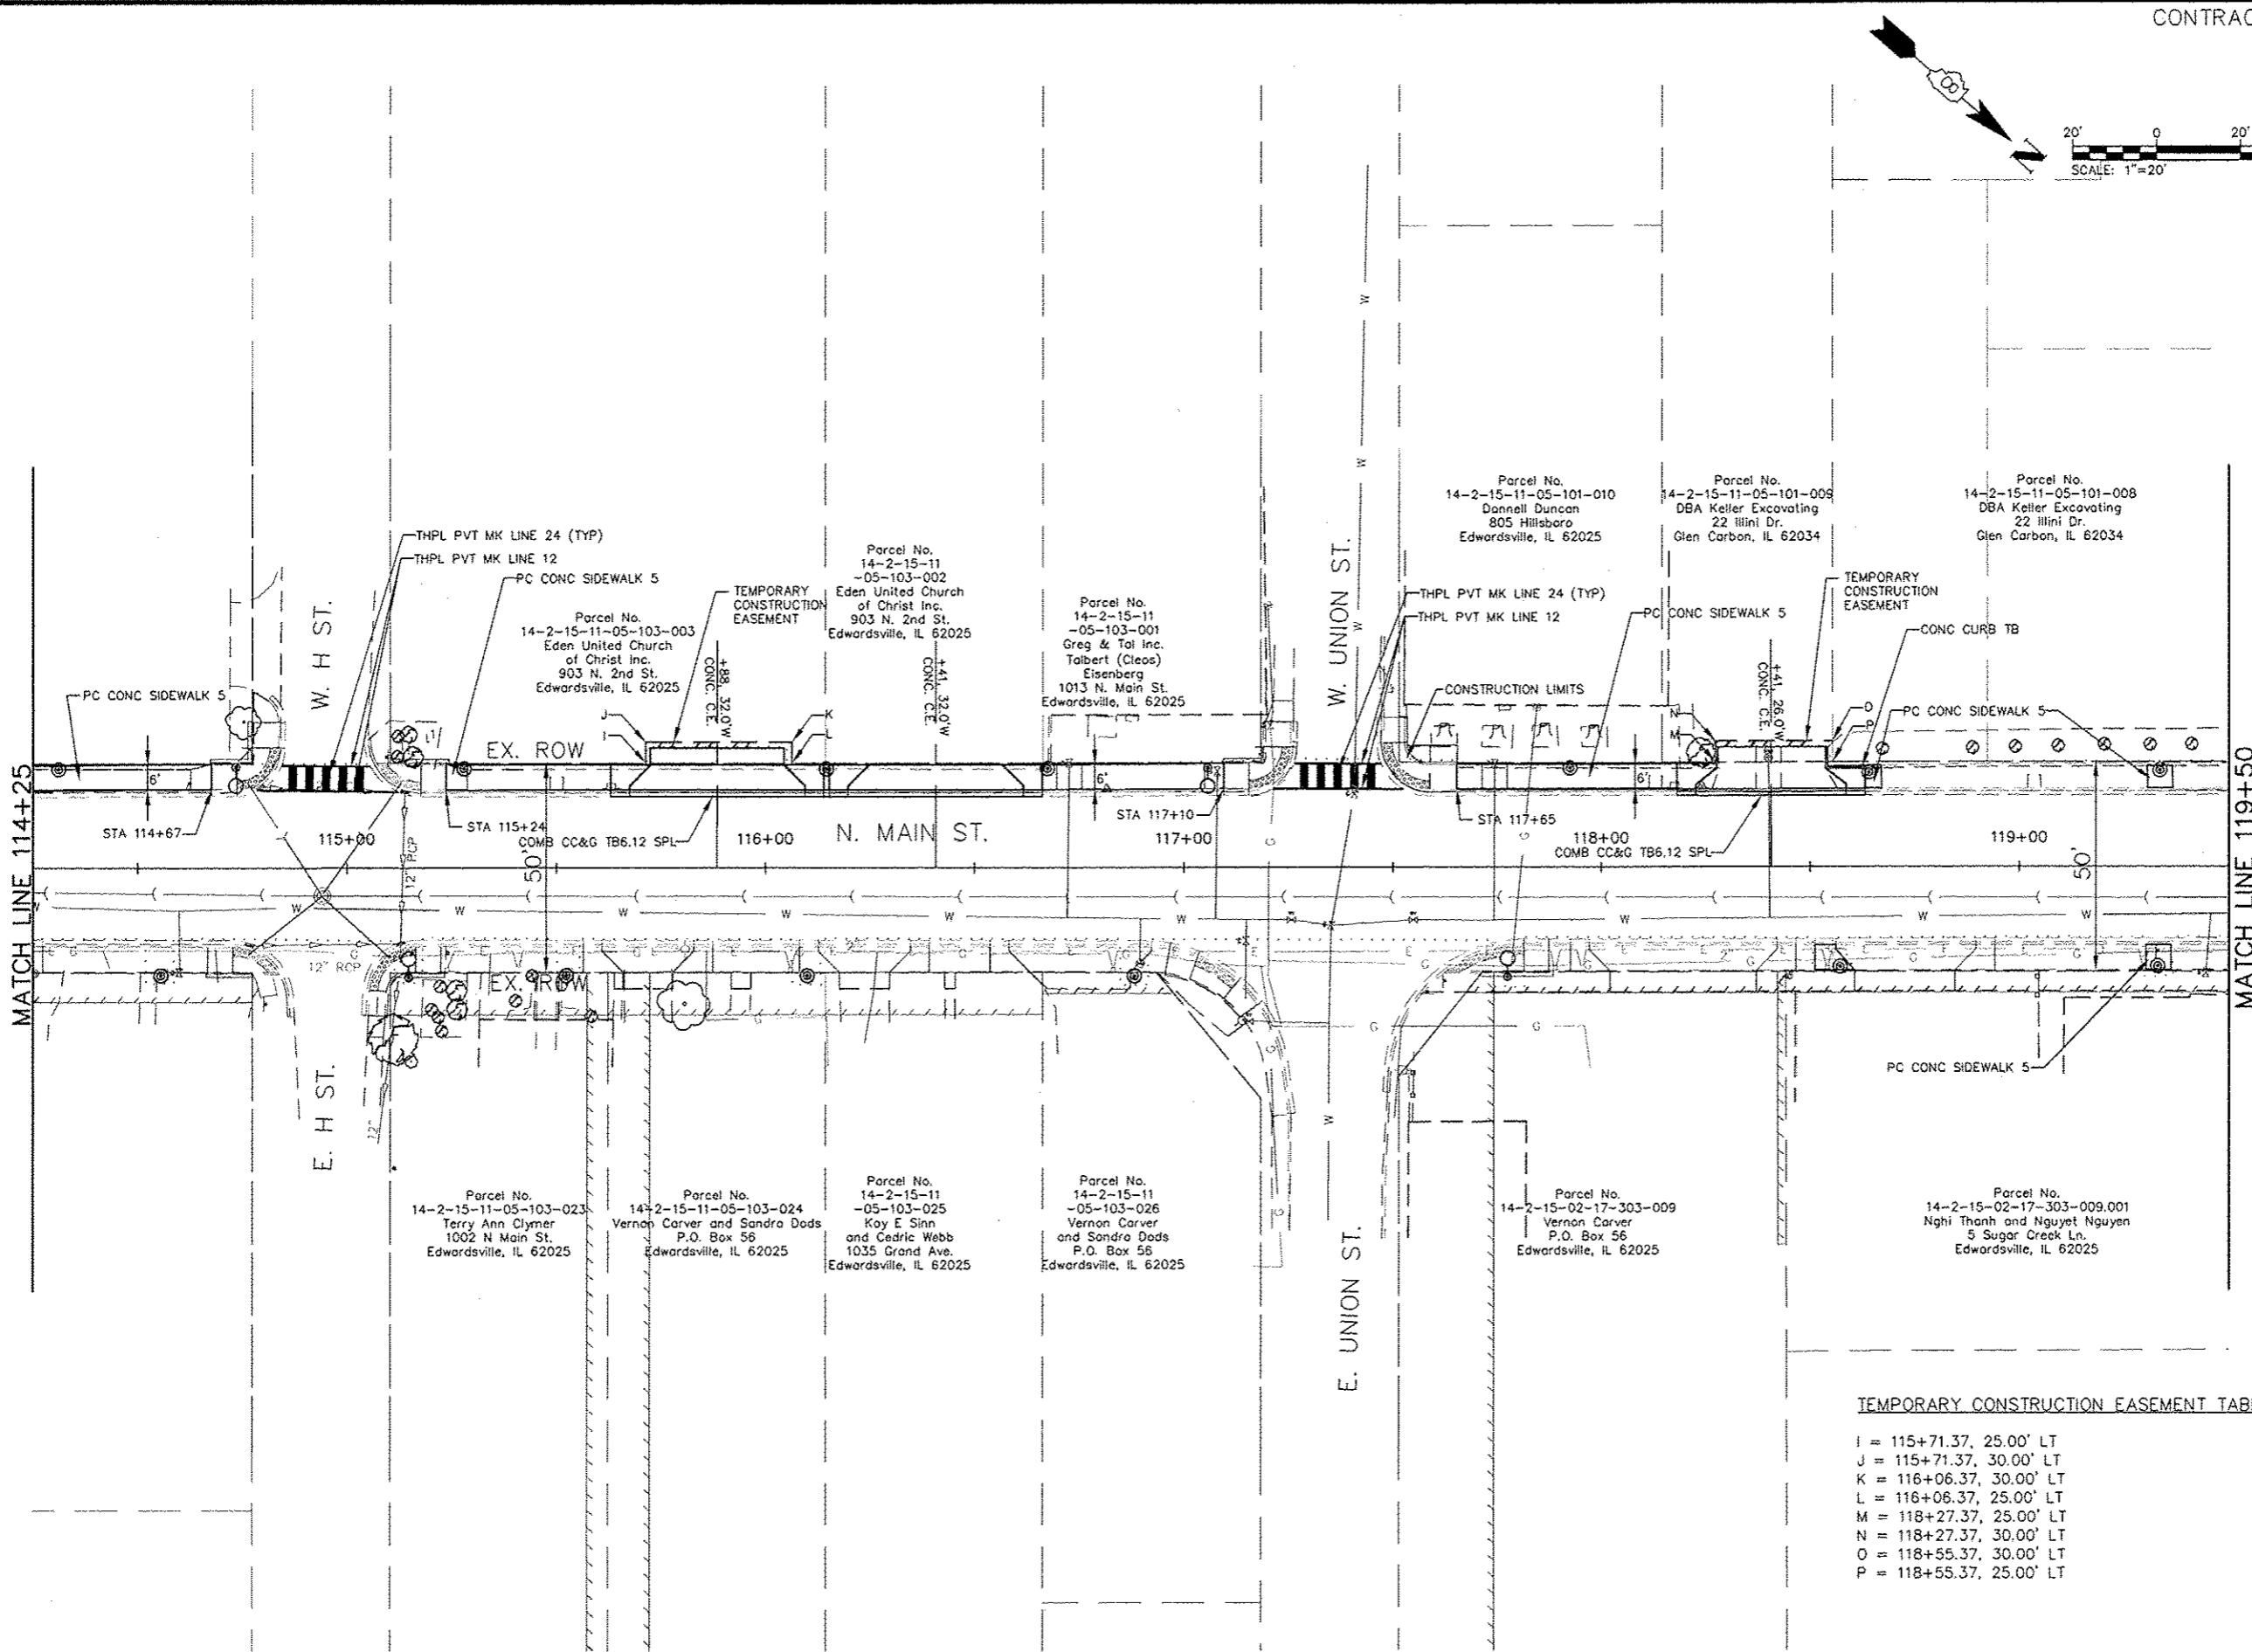 CONTRAC
N
20' 0 20'
SCALE: 1"=20'
MATCH LINE 114+25
MATCH LINE 119+50
Parcel No.
14-2-15-11-05-101-010
Donnell Duncan
805 Hillsboro
Edwardsville, IL 62025
Parcel No.
14-2-15-11-05-101-009
DBA Keller Excavating
22 Illini Dr.
Glen Carbon, IL 62034
Parcel No.
14-2-15-11-05-101-008
DBA Keller Excavating
22 Illini Dr.
Glen Carbon, IL 62034
THPL PVT MK LINE 24 (TYP)
THPL PVT MK LINE 12
PC CONC SIDEWALK 5
PC CONC SIDEWALK 5
W. H ST.
Parcel No.
14-2-15-11-05-103-003
Eden United Church
of Christ Inc.
903 N. 2nd St.
Edwardsville, IL 62025
TEMPORARY
CONSTRUCTION
EASEMENT
Parcel No.
14-2-15-11
-05-103-002
Eden United Church
of Christ Inc.
903 N. 2nd St.
Edwardsville, IL 62025
Parcel No.
14-2-15-11
-05-103-001
Greg & Tal Inc.
Talbert (Cleos)
Eisenberg
1013 N. Main St.
Edwardsville, IL 62025
W. UNION ST.
THPL PVT MK LINE 24 (TYP)
THPL PVT MK LINE 12
PC CONC SIDEWALK 5
CONSTRUCTION LIMITS
TEMPORARY
CONSTRUCTION
EASEMENT
CONC CURB TB
PC CONC SIDEWALK 5
+88, 32.0'W
CONC. C.E.
+41, 32.0'W
CONC. C.E.
+41, 26.0'W
CONC. C.E.
J
I
K
L
N
M
O
P
EX. ROW
6'
6'
6'
STA 114+67
115+00
STA 115+24
COMB CC&G TB6.12 SPL
116+00
N. MAIN ST.
STA 117+10
117+00
STA 117+65
118+00
COMB CC&G TB6.12 SPL
119+00
12" RCP
50'
50'
W W W W W W W W W
12" RCP
EX. ROW
G G
PC CONC SIDEWALK 5
E. H ST.
12"
E. UNION ST.
Parcel No.
14-2-15-11-05-103-023
Terry Ann Clymer
1002 N Main St.
Edwardsville, IL 62025
Parcel No.
14-2-15-11-05-103-024
Vernon Carver and Sandra Dods
P.O. Box 56
Edwardsville, IL 62025
Parcel No.
14-2-15-11
-05-103-025
Kay E Sinn
and Cedric Webb
1035 Grand Ave.
Edwardsville, IL 62025
Parcel No.
14-2-15-11
-05-103-026
Vernon Carver
and Sandra Dods
P.O. Box 56
Edwardsville, IL 62025
Parcel No.
14-2-15-02-17-303-009
Vernon Carver
P.O. Box 56
Edwardsville, IL 62025
Parcel No.
14-2-15-02-17-303-009.001
Nghi Thanh and Nguyet Nguyen
5 Sugar Creek Ln.
Edwardsville, IL 62025
TEMPORARY CONSTRUCTION EASEMENT TAB
I = 115+71.37, 25.00' LT
J = 115+71.37, 30.00' LT
K = 116+06.37, 30.00' LT
L = 116+06.37, 25.00' LT
M = 118+27.37, 25.00' LT
N = 118+27.37, 30.00' LT
O = 118+55.37, 30.00' LT
P = 118+55.37, 25.00' LT